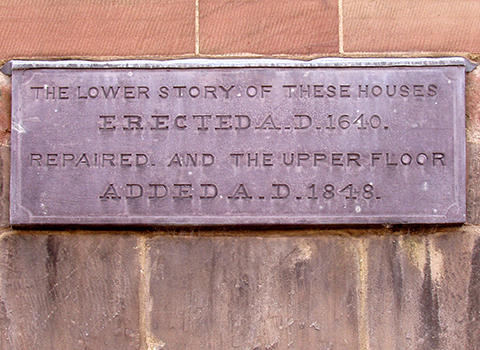 THE LOWER STORY. OF THESE HOUSES
ERECTED.A.D.1640.
REPAIRED. AND THE UPPER FLOOR
ADDED.A.D.1848.